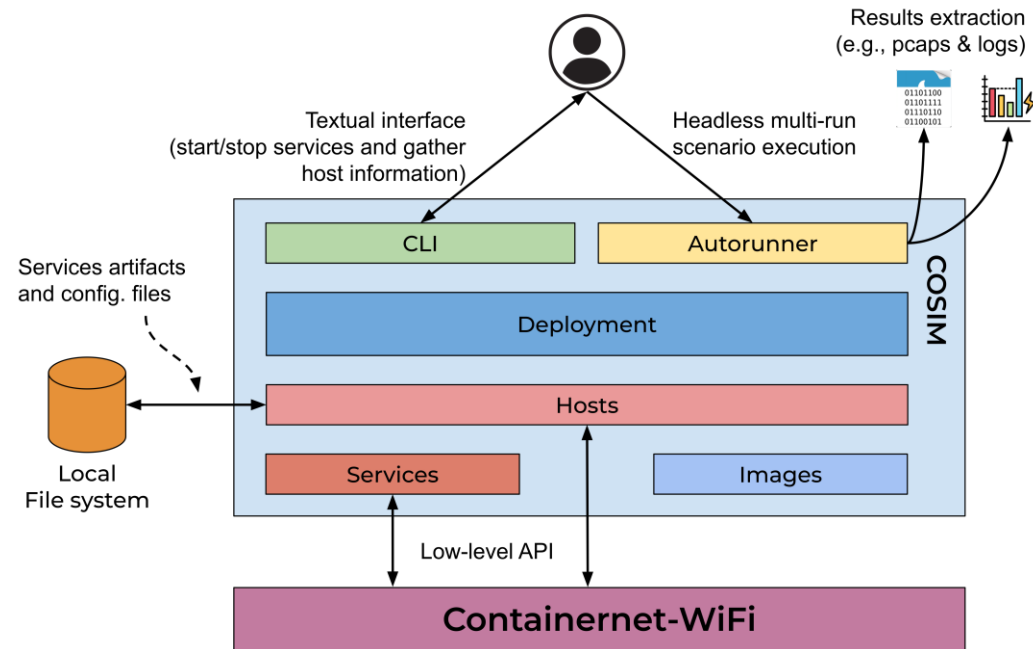 Results extraction
(e.g., pcaps & logs)
01101100
01101111
01110110
01100101
Textual interface
(start/stop services and gather
host information)
Headless multi-run
scenario execution
CLI
Autorunner
COSIM
Services artifacts
and config. files
Deployment
Hosts
Local
File system
Services
Images
Low-level API
Containernet-WiFi